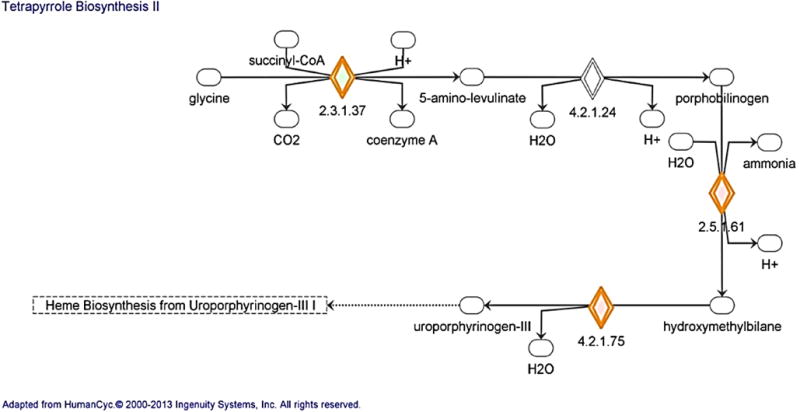 Tetrapyrrole Biosynthesis II
succinyl-CoA
H+
glycine
2.3.1.37
5-amino-levulinate
4.2.1.24
porphobilinogen
CO2
coenzyme A
H2O
H+
H2O
ammonia
2.5.1.61
H+
Heme Biosynthesis from Uroporphyrinogen-III I
uroporphyrinogen-III
4.2.1.75
hydroxymethylbilane
H2O
Adapted from HumanCyc.© 2000-2013 Ingenuity Systems, Inc. All rights reserved.